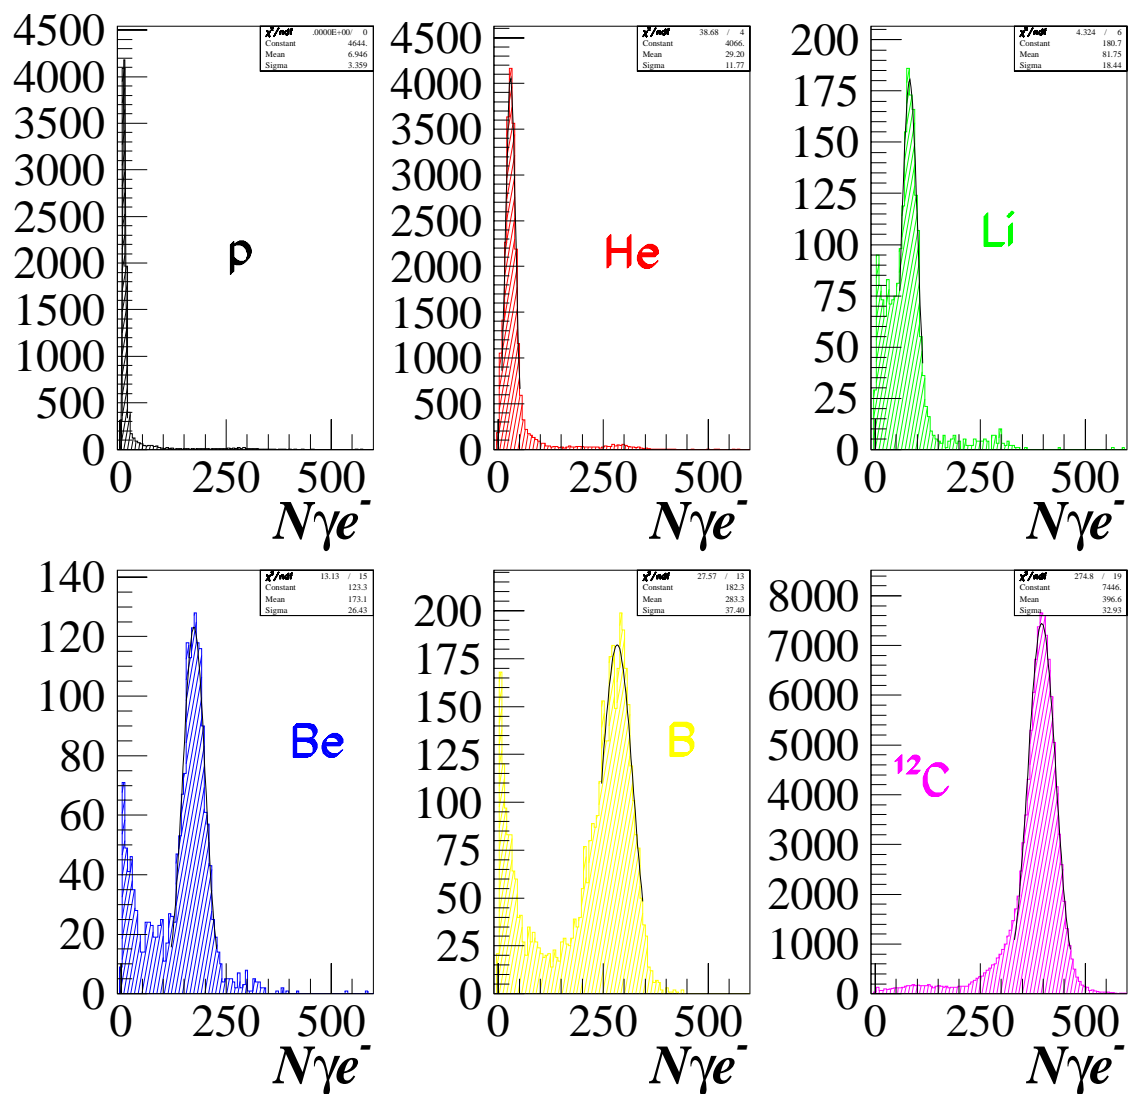 χ²/ndf .0000E+00/ 0
Constant 4644.
Mean 6.946
Sigma 3.359
4500
4000
3500
3000
2500
2000
1500
1000
500
0
p
0 250 500
Nγe⁻
χ²/ndf 38.68 / 4
Constant 4066.
Mean 29.20
Sigma 11.77
4500
4000
3500
3000
2500
2000
1500
1000
500
0
He
0 250 500
Nγe⁻
χ²/ndf 4.324 / 6
Constant 180.7
Mean 81.75
Sigma 18.44
200
175
150
125
100
75
50
25
0
Li
0 250 500
Nγe⁻
χ²/ndf 13.13 / 15
Constant 123.3
Mean 173.1
Sigma 26.43
140
120
100
80
60
40
20
0
Be
0 250 500
Nγe⁻
χ²/ndf 27.57 / 13
Constant 182.3
Mean 283.3
Sigma 37.40
200
175
150
125
100
75
50
25
0
B
0 250 500
Nγe⁻
χ²/ndf 274.8 / 19
Constant 7446.
Mean 396.6
Sigma 32.93
8000
7000
6000
5000
4000
3000
2000
1000
0
¹²C
0 250 500
Nγe⁻